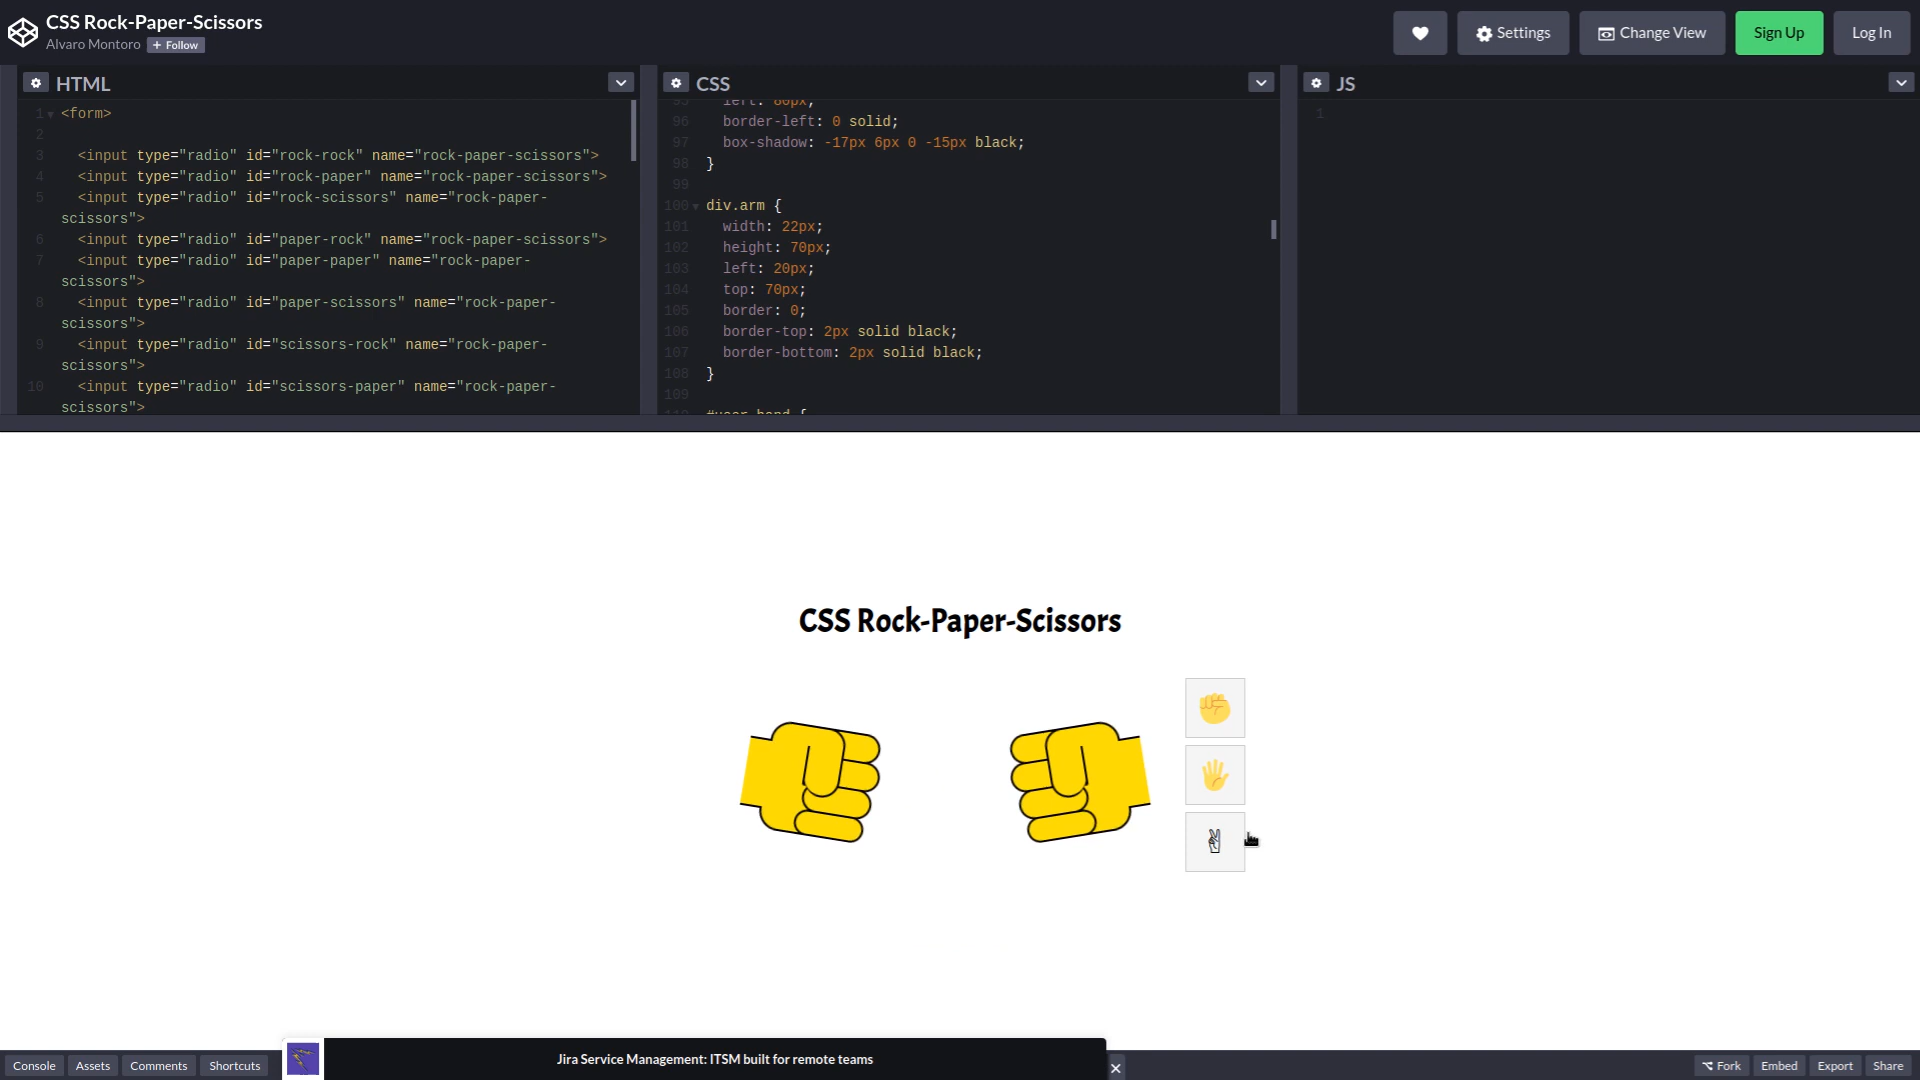 CSS Rock-Paper-Scissors
Alvaro Montoro
+ Follow
Settings
Change View
Sign Up
Log In
HTML
1 <form>
2
3 <input type="radio" id="rock-rock" name="rock-paper-scissors">
4 <input type="radio" id="rock-paper" name="rock-paper-scissors">
5 <input type="radio" id="rock-scissors" name="rock-paper-
scissors">
6 <input type="radio" id="paper-rock" name="rock-paper-scissors">
7 <input type="radio" id="paper-paper" name="rock-paper-
scissors">
8 <input type="radio" id="paper-scissors" name="rock-paper-
scissors">
9 <input type="radio" id="scissors-rock" name="rock-paper-
scissors">
10 <input type="radio" id="scissors-paper" name="rock-paper-
scissors">
CSS
95 left: 80px;
96 border-left: 0 solid;
97 box-shadow: -17px 6px 0 -15px black;
98 }
99
100 div.arm {
101 width: 22px;
102 height: 70px;
103 left: 20px;
104 top: 70px;
105 border: 0;
106 border-top: 2px solid black;
107 border-bottom: 2px solid black;
108 }
109
JS
1
CSS Rock-Paper-Scissors
Console
Assets
Comments
Shortcuts
Jira Service Management: ITSM built for remote teams
Fork
Embed
Export
Share